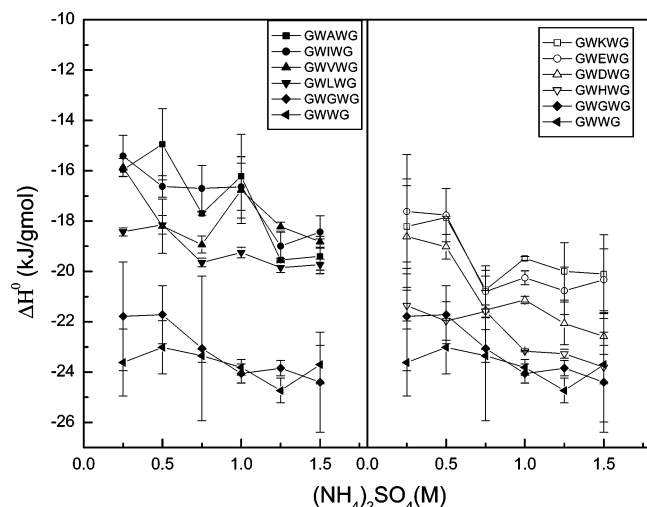 -10
-12
-14
-16
-18
-20
-22
-24
-26
ΔH⁰ (kJ/gmol)
GWAWG
GWIWG
GWVWG
GWLWG
GWGWG
GWWG
GWKWG
GWEWG
GWDWG
GWHWG
GWGWG
GWWG
0.0 0.5 1.0 1.5 0.0 0.5 1.0 1.5
(NH₄)₂SO₄(M)